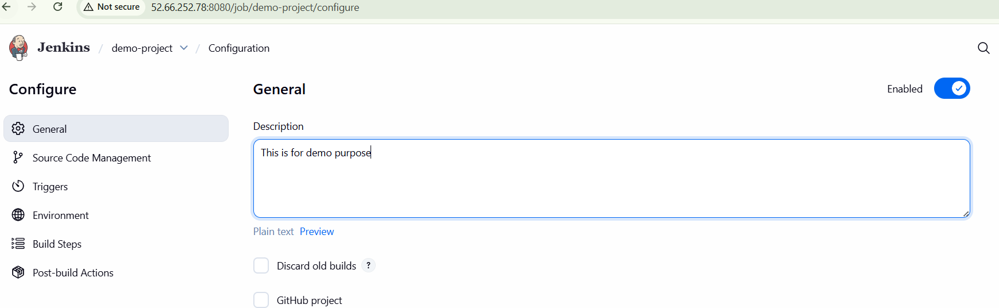 Not secure 52.66.252.78:8080/job/demo-project/configure
Jenkins / demo-project / Configuration
Configure
General
Source Code Management
Triggers
Environment
Build Steps
Post-build Actions
General
Enabled
Description
This is for demo purpose
Plain text Preview
Discard old builds ?
GitHub project